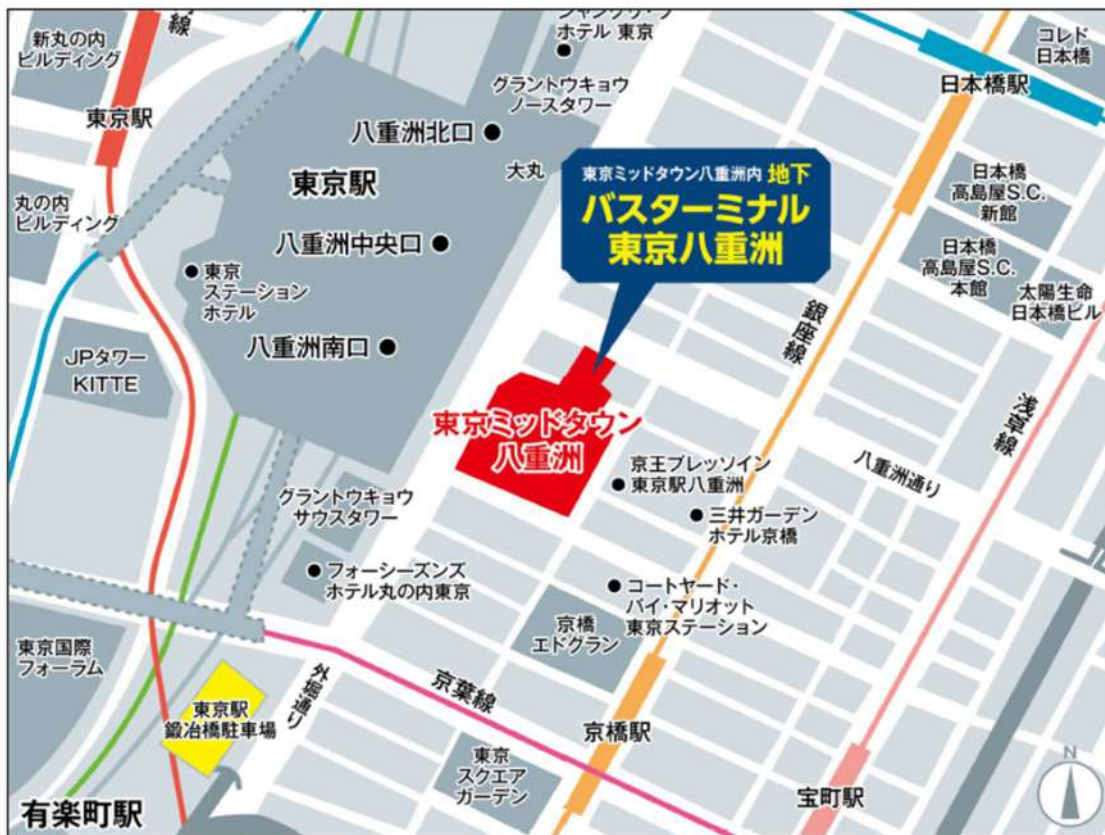 新丸の内
ビルディング
線
シャングリ・ラ
ホテル 東京
コレド
日本橋
日本橋駅
グラントウキョウ
ノースタワー
東京駅
八重洲北口
大丸
東京駅
丸の内
ビルディング
八重洲中央口
東京ミッドタウン八重洲内 地下
バスターミナル
東京八重洲
日本橋
高島屋S.C.
新館
日本橋
高島屋S.C.
本館
太陽生命
日本橋ビル
東京
ステーション
ホテル
銀座線
JPタワー
KITTE
八重洲南口
東京ミッドタウン
八重洲
浅草線
八重洲通り
京王プレッソイン
東京駅八重洲
グラントウキョウ
サウスタワー
三井ガーデン
ホテル京橋
フォーシーズンズ
ホテル丸の内東京
コートヤード・
バイ・マリオット
東京ステーション
京橋
エドグラン
東京国際
フォーラム
外堀通り
京葉線
東京駅
鍛冶橋駐車場
京橋駅
東京
スクエア
ガーデン
宝町駅
有楽町駅
N